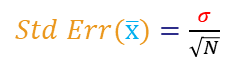 Std Err(x̅) = σ/√N